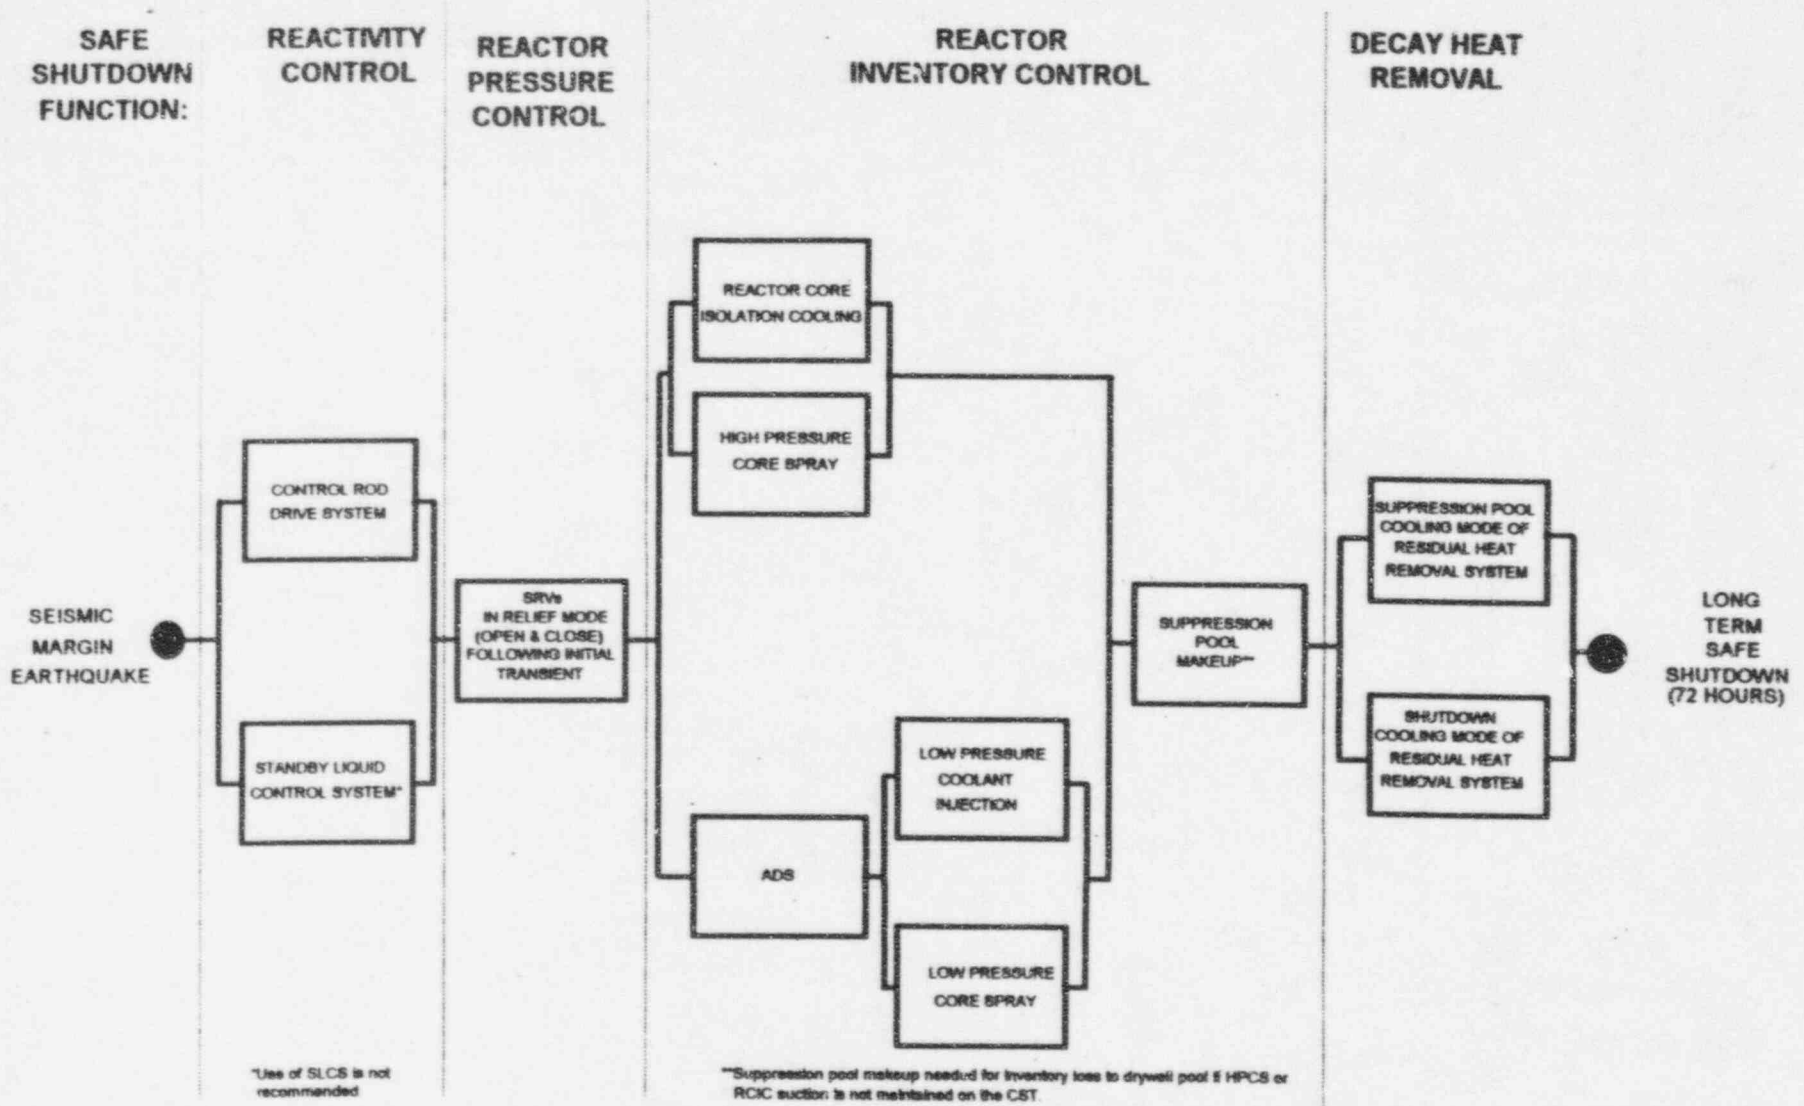 SAFE
SHUTDOWN
FUNCTION:
REACTIVITY
CONTROL
REACTOR
PRESSURE
CONTROL
REACTOR
INVENTORY CONTROL
DECAY HEAT
REMOVAL
SEISMIC
MARGIN
EARTHQUAKE
CONTROL ROD
DRIVE SYSTEM
STANDBY LIQUID
CONTROL SYSTEM*
SRVs
IN RELIEF MODE
(OPEN & CLOSE)
FOLLOWING INITIAL
TRANSIENT
REACTOR CORE
ISOLATION COOLING
HIGH PRESSURE
CORE SPRAY
ADS
LOW PRESSURE
COOLANT
INJECTION
LOW PRESSURE
CORE SPRAY
SUPPRESSION
POOL
MAKEUP**
SUPPRESSION POOL
COOLING MODE OF
RESIDUAL HEAT
REMOVAL SYSTEM
SHUTDOWN
COOLING MODE OF
RESIDUAL HEAT
REMOVAL SYSTEM
LONG
TERM
SAFE
SHUTDOWN
(72 HOURS)
*Use of SLCS is not
recommended
**Suppression pool makeup needed for inventory loss to drywell pool if HPCS or
RCIC suction is not maintained on the CST.